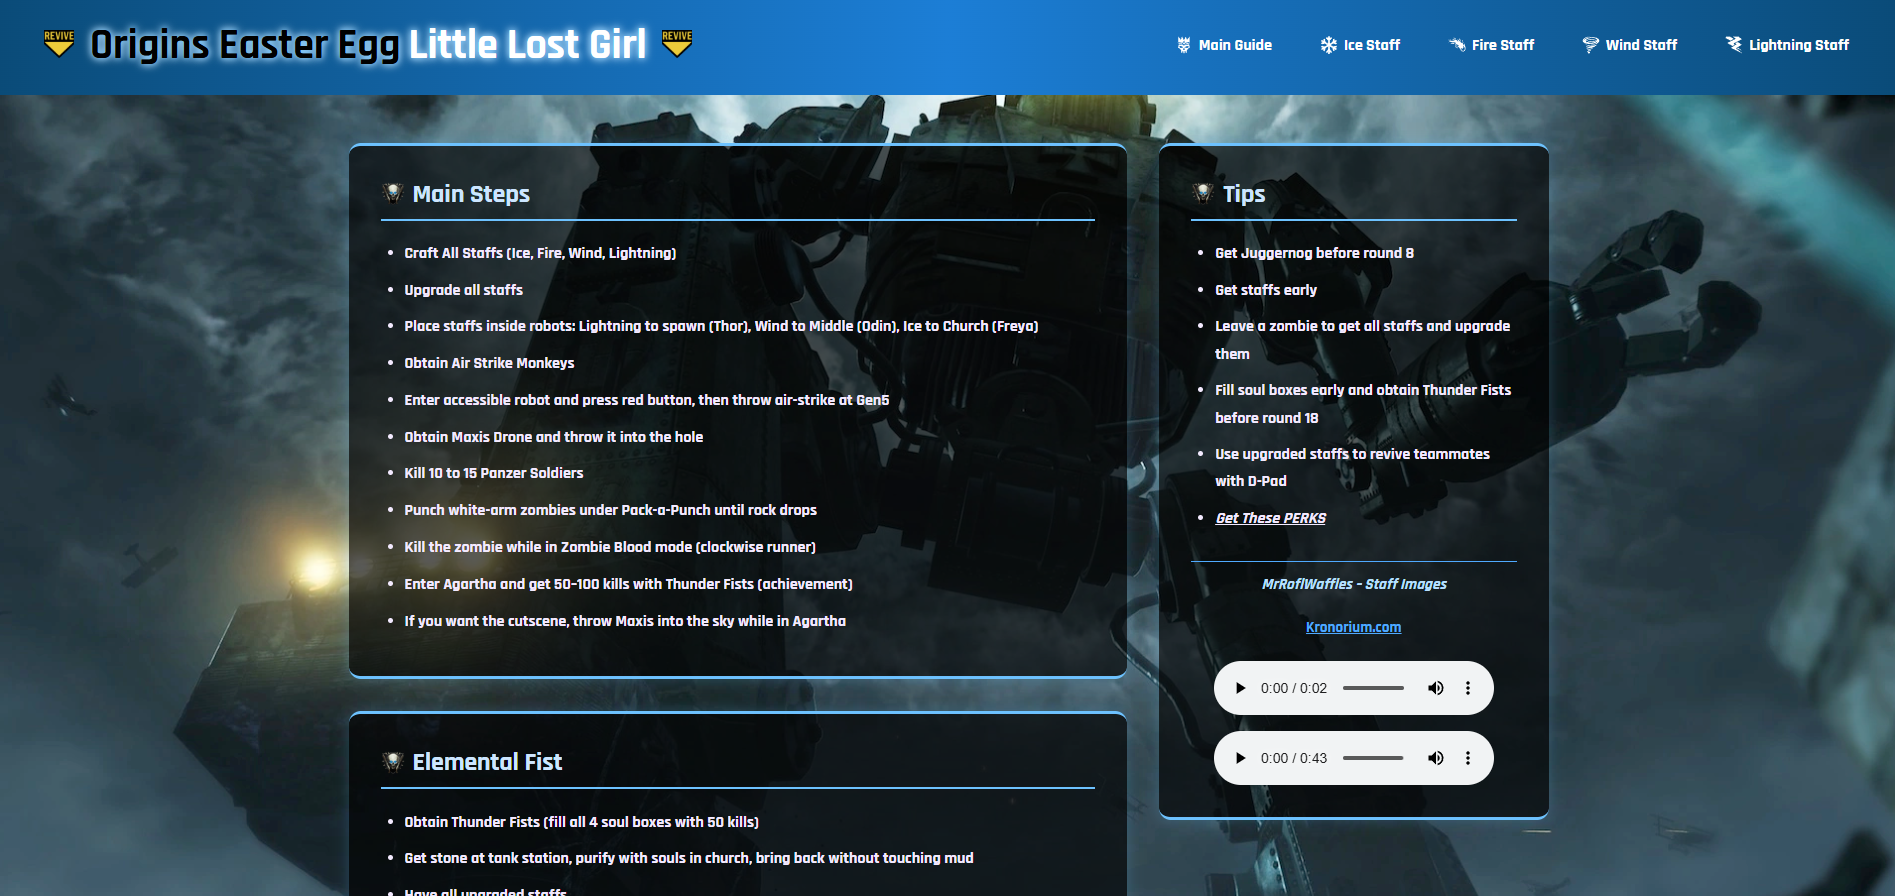 REVIVE Origins Easter Egg Little Lost Girl REVIVE
Main Guide
Ice Staff
Fire Staff
Wind Staff
Lightning Staff
Main Steps
Craft All Staffs (Ice, Fire, Wind, Lightning)
Upgrade all staffs
Place staffs inside robots: Lightning to spawn (Thor), Wind to Middle (Odin), Ice to Church (Freya)
Obtain Air Strike Monkeys
Enter accessible robot and press red button, then throw air-strike at Gen5
Obtain Maxis Drone and throw it into the hole
Kill 10 to 15 Panzer Soldiers
Punch white-arm zombies under Pack-a-Punch until rock drops
Kill the zombie while in Zombie Blood mode (clockwise runner)
Enter Agartha and get 50–100 kills with Thunder Fists (achievement)
If you want the cutscene, throw Maxis into the sky while in Agartha
Elemental Fist
Obtain Thunder Fists (fill all 4 soul boxes with 50 kills)
Get stone at tank station, purify with souls in church, bring back without touching mud
Have all upgraded staffs
Tips
Get Juggernog before round 8
Get staffs early
Leave a zombie to get all staffs and upgrade
them
Fill soul boxes early and obtain Thunder Fists
before round 18
Use upgraded staffs to revive teammates
with D-Pad
Get These PERKS
MrRoflWaffles – Staff Images
Kronorium.com
0:00 / 0:02
0:00 / 0:43